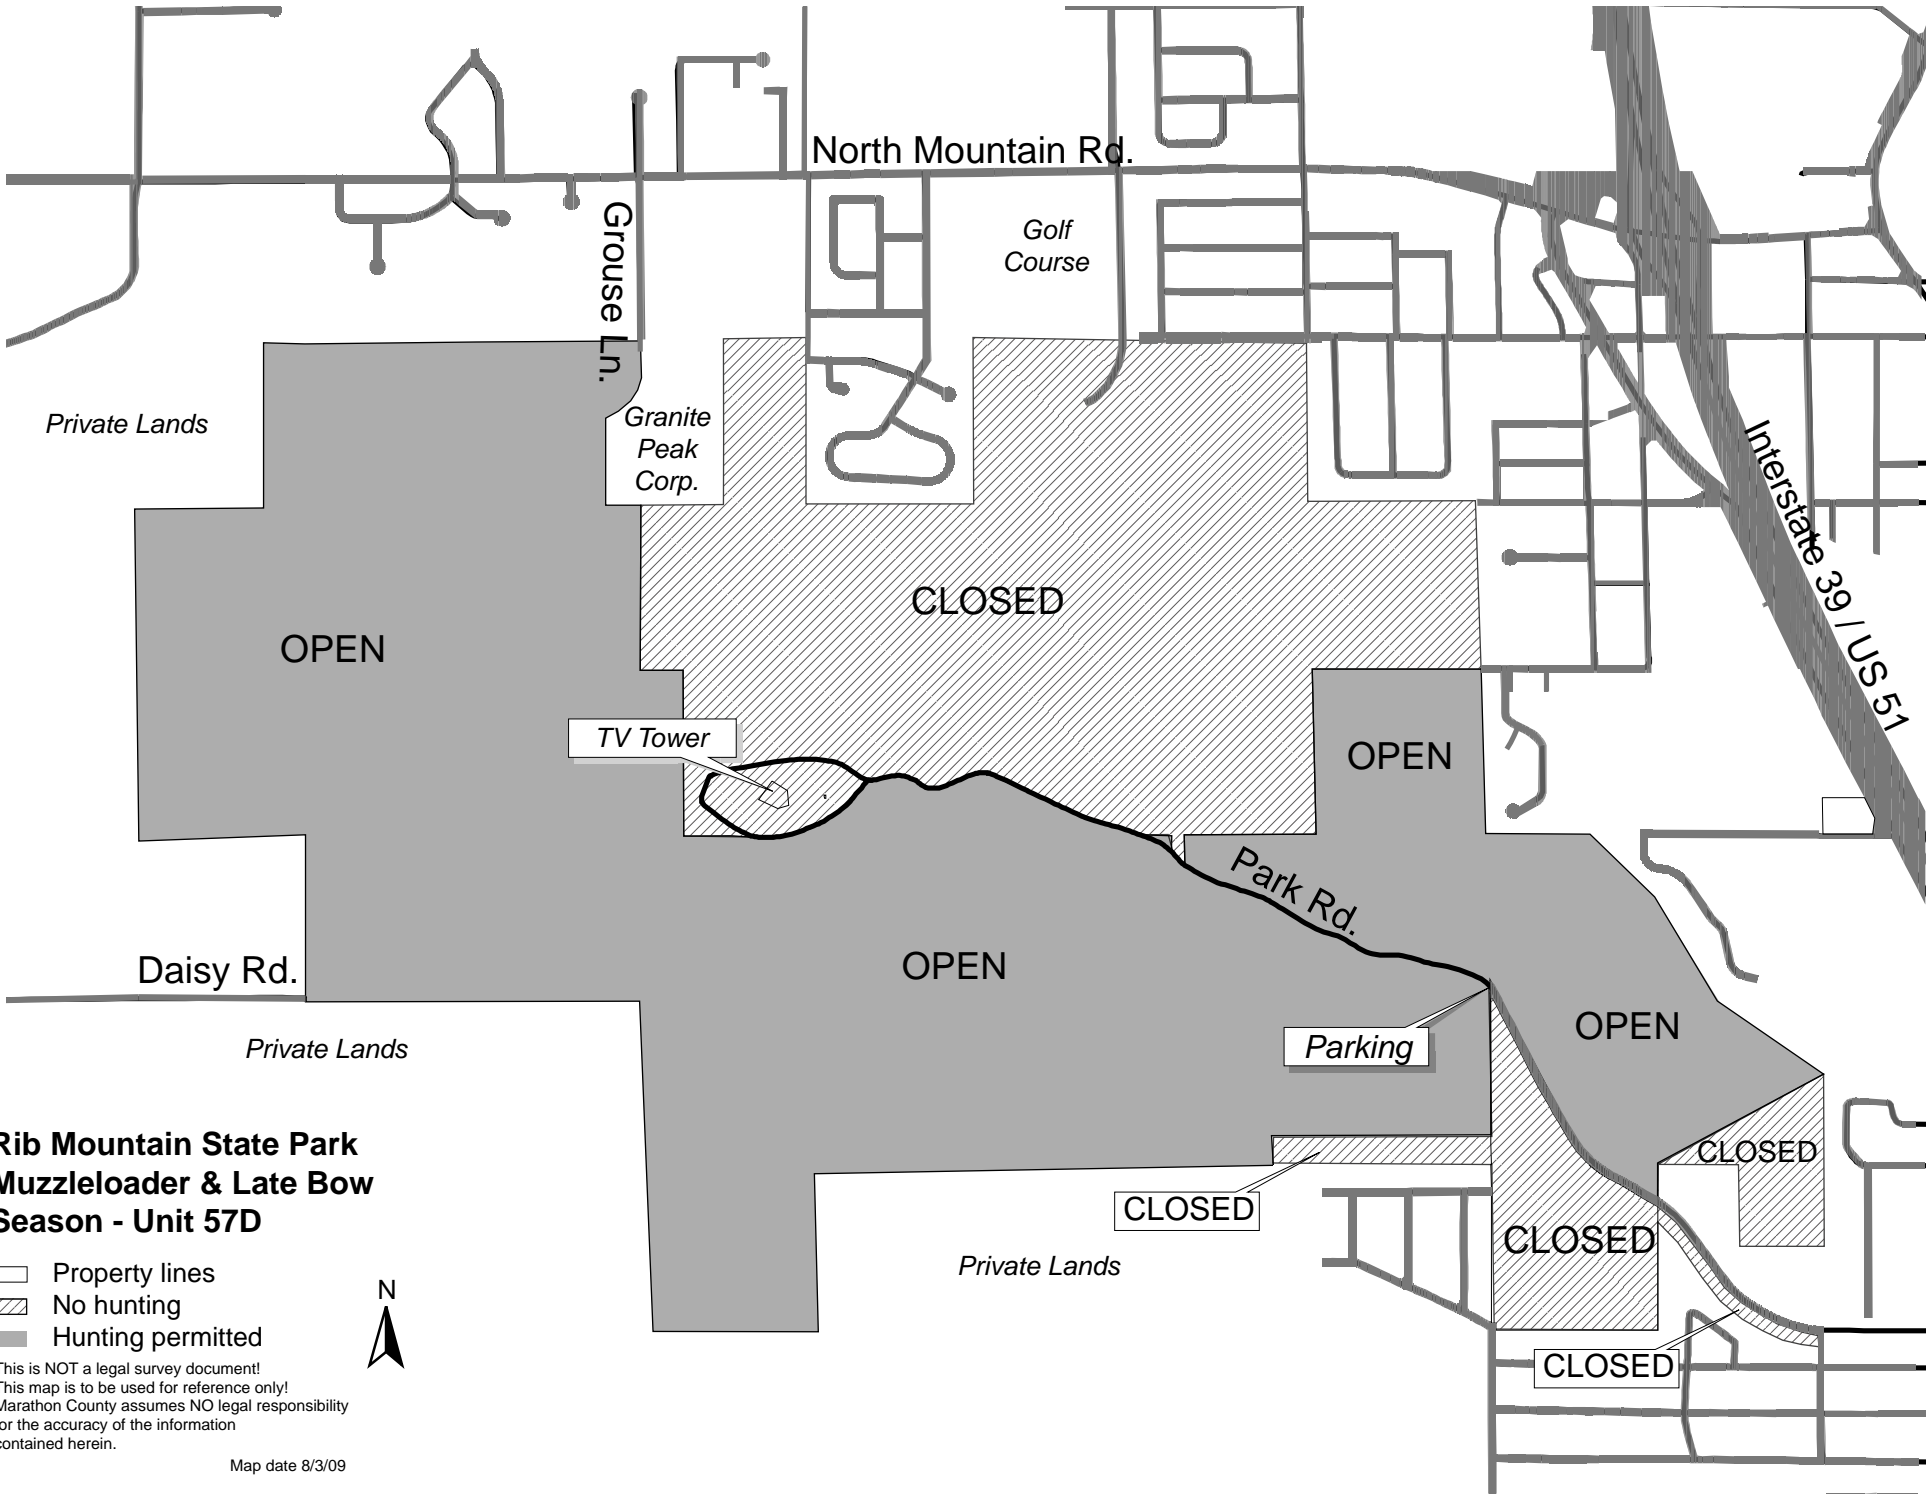 North Mountain Rd.
Grouse Ln.
Golf
Course
Private Lands
Granite
Peak
Corp.
Interstate 39 / US 51
CLOSED
OPEN
TV Tower
OPEN
Park Rd.
OPEN
Daisy Rd.
OPEN
Parking
Private Lands
CLOSED
CLOSED
CLOSED
Private Lands
CLOSED
Rib Mountain State Park
Muzzleloader & Late Bow
Season - Unit 57D
Property lines
No hunting
Hunting permitted
N
This is NOT a legal survey document!
This map is to be used for reference only!
Marathon County assumes NO legal responsibility
for the accuracy of the information
contained herein.
Map date 8/3/09